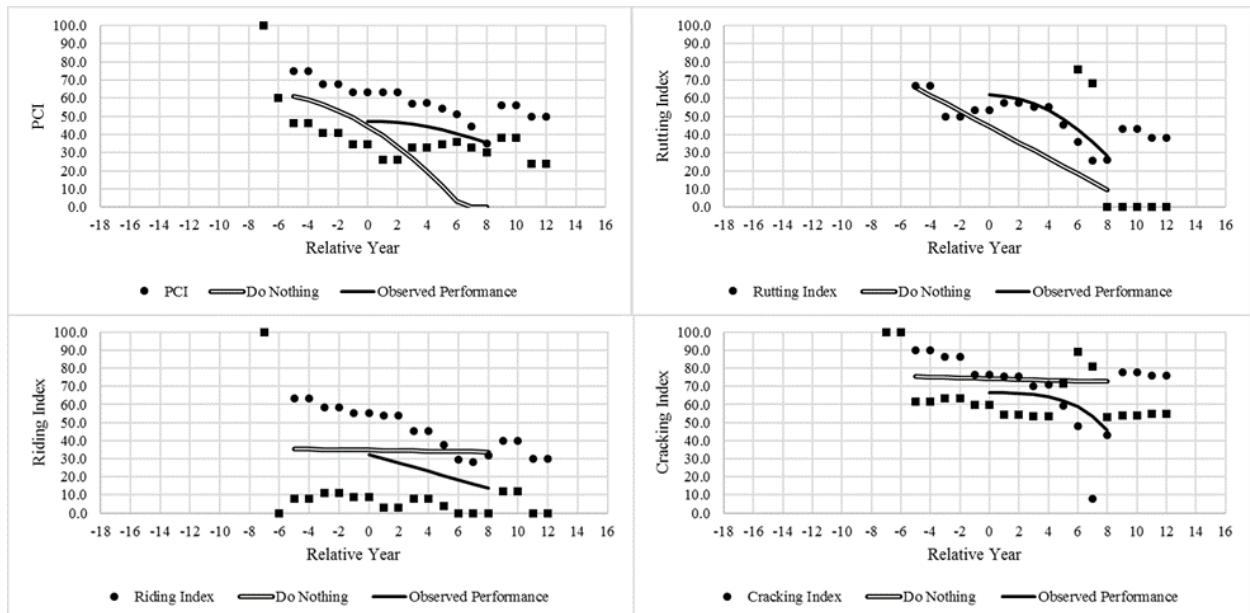 100.0
90.0
80.0
70.0
60.0
50.0
40.0
30.0
20.0
10.0
0.0
PCI
-18 -16 -14 -12 -10 -8 -6 -4 -2 0 2 4 6 8 10 12 14 16
Relative Year
PCI Do Nothing Observed Performance
100.0
90.0
80.0
70.0
60.0
50.0
40.0
30.0
20.0
10.0
0.0
Rutting Index
-18 -16 -14 -12 -10 -8 -6 -4 -2 0 2 4 6 8 10 12 14 16
Relative Year
Rutting Index Do Nothing Observed Performance
100.0
90.0
80.0
70.0
60.0
50.0
40.0
30.0
20.0
10.0
0.0
Riding Index
-18 -16 -14 -12 -10 -8 -6 -4 -2 0 2 4 6 8 10 12 14 16
Relative Year
Riding Index Do Nothing Observed Performance
100.0
90.0
80.0
70.0
60.0
50.0
40.0
30.0
20.0
10.0
0.0
Cracking Index
-18 -16 -14 -12 -10 -8 -6 -4 -2 0 2 4 6 8 10 12 14 16
Relative Year
Cracking Index Do Nothing Observed Performance